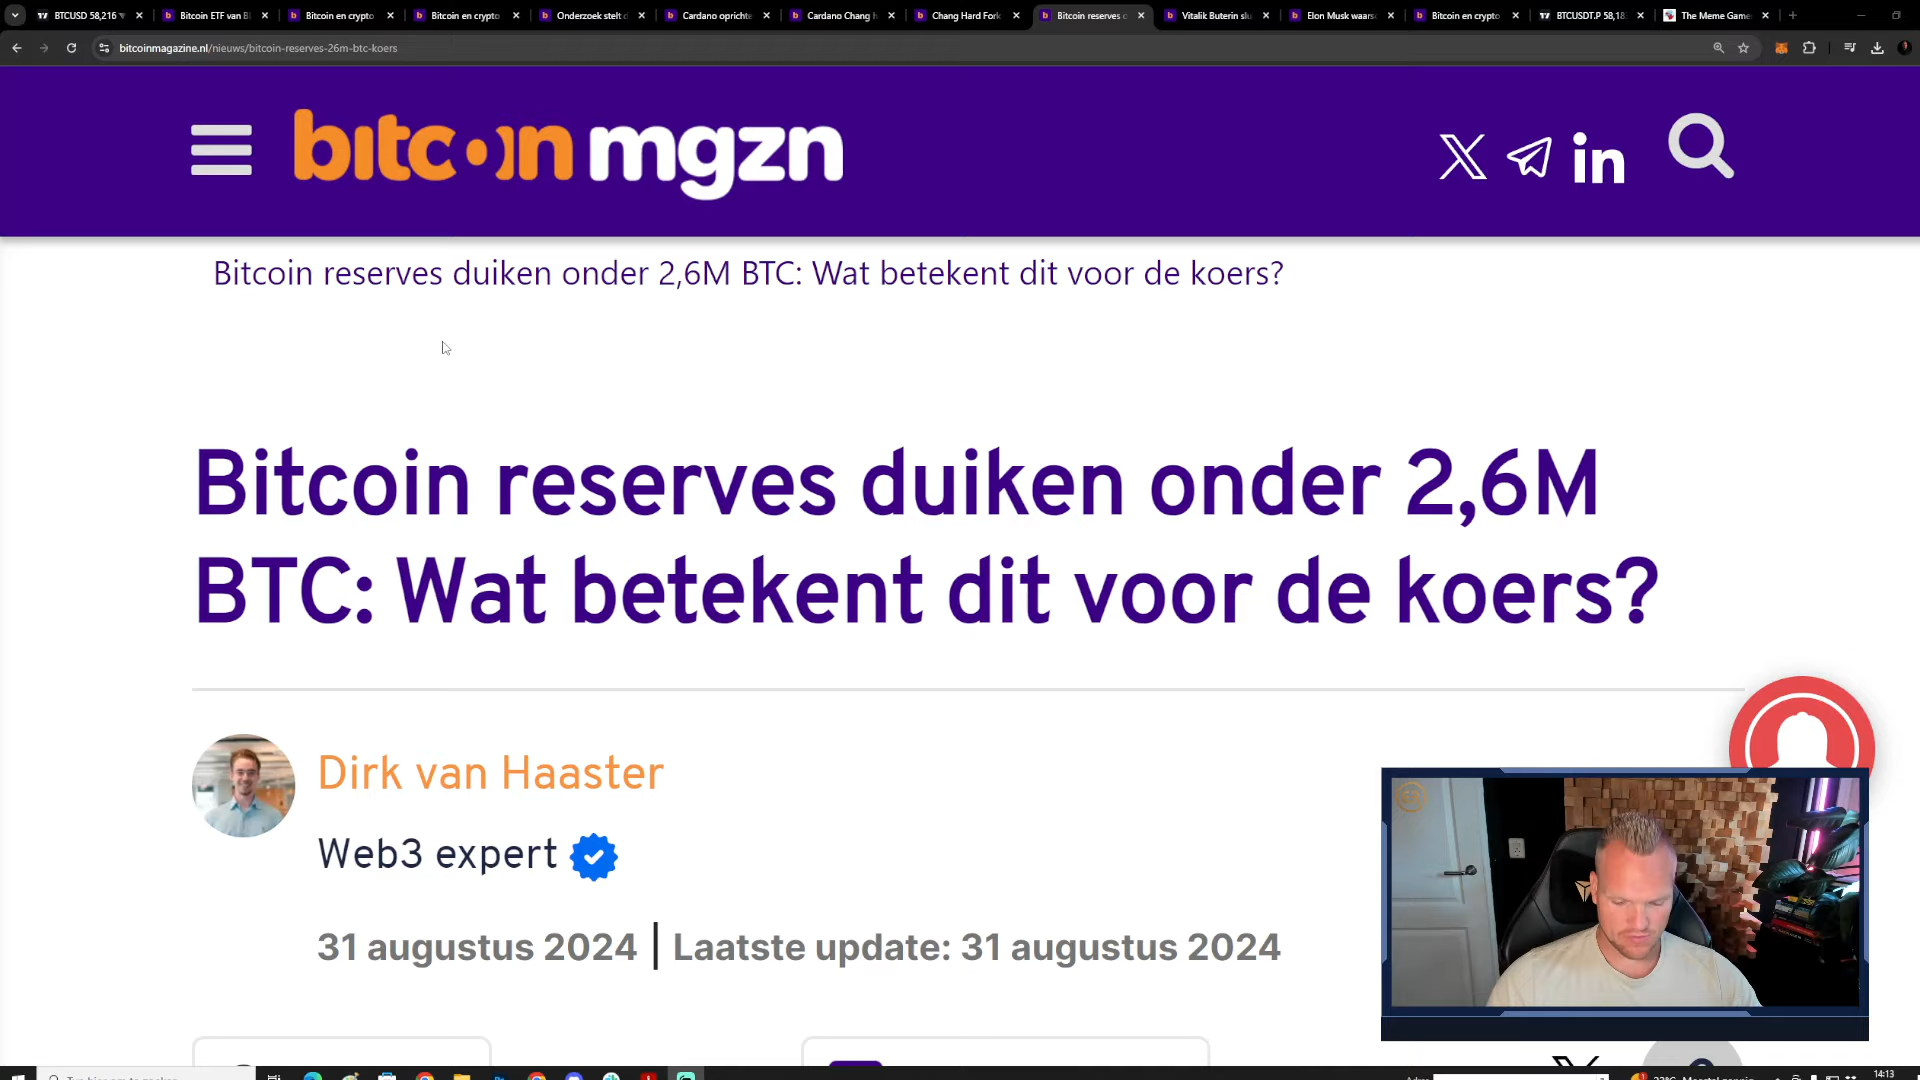 BTCUSD 58,216
Bitcoin ETF van Bl
Bitcoin en crypto
Bitcoin en crypto
Onderzoek stelt d
Cardano oprichte
Cardano Chang h
Chang Hard Fork
Bitcoin reserves d
Vitalik Buterin slu
Elon Musk waars
Bitcoin en crypto
BTCUSDT.P 58,18
The Meme Game
bitcoinmagazine.nl/nieuws/bitcoin-reserves-26m-btc-koers
bitcoin mgzn
Bitcoin reserves duiken onder 2,6M BTC: Wat betekent dit voor de koers?
Bitcoin reserves duiken onder 2,6M
BTC: Wat betekent dit voor de koers?
Dirk van Haaster
Web3 expert
31 augustus 2024 | Laatste update: 31 augustus 2024
14:13